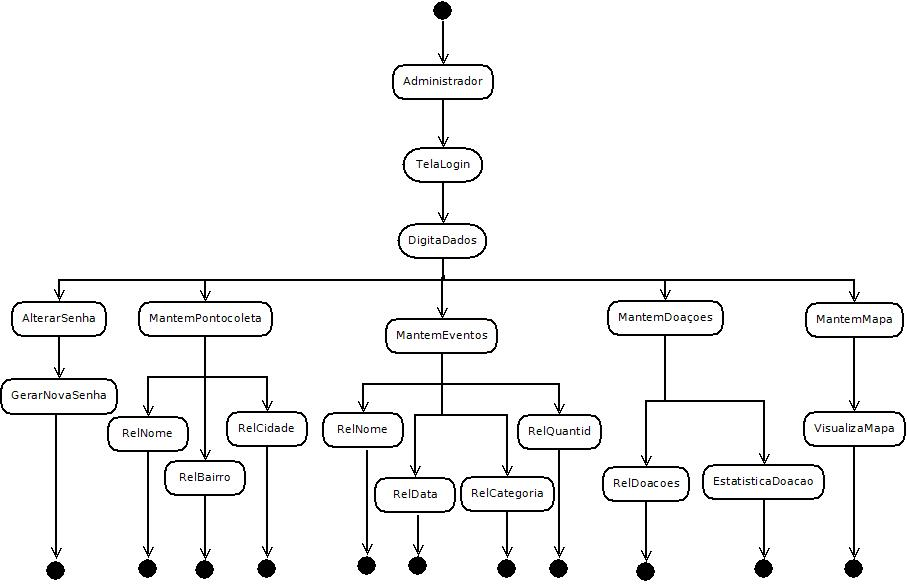 Administrador
TelaLogin
DigitaDados
AlterarSenha
MantemPontocoleta
MantemEventos
MantemDoaçoes
MantemMapa
GerarNovaSenha
RelNome
RelBairro
RelCidade
RelNome
RelData
RelCategoria
RelQuantid
RelDoacoes
EstatisticaDoacao
VisualizaMapa